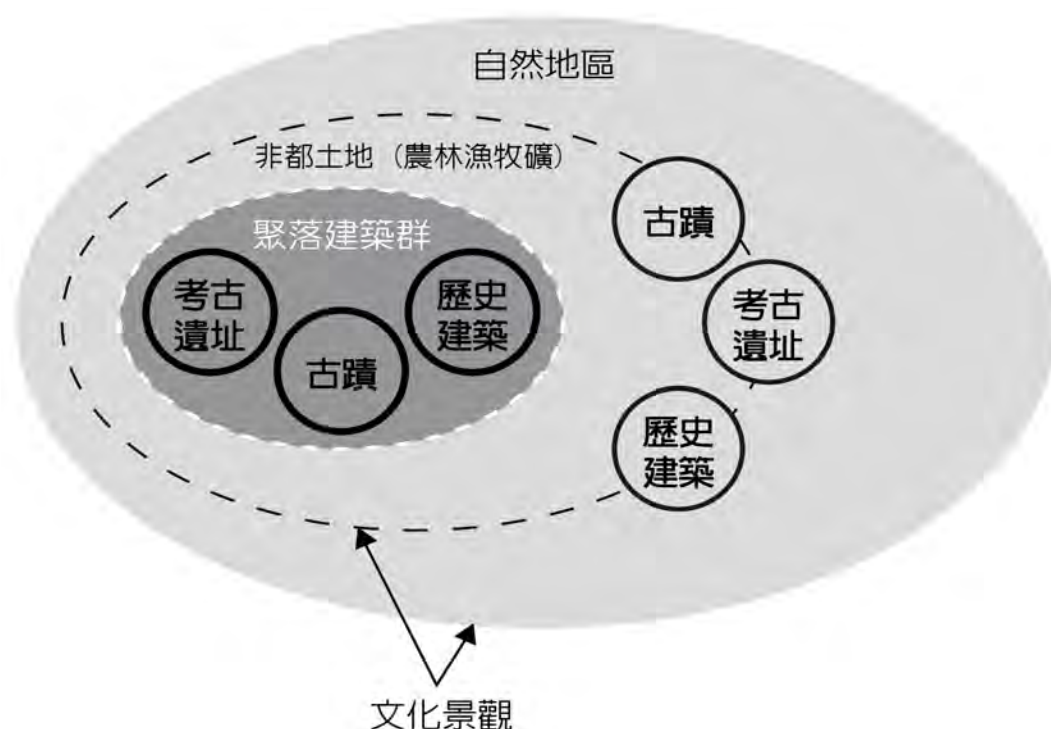 自然地區
非都土地（農林漁牧礦）
聚落建築群
考古
遺址
古蹟
歷史
建築
古蹟
考古
遺址
歷史
建築
文化景觀